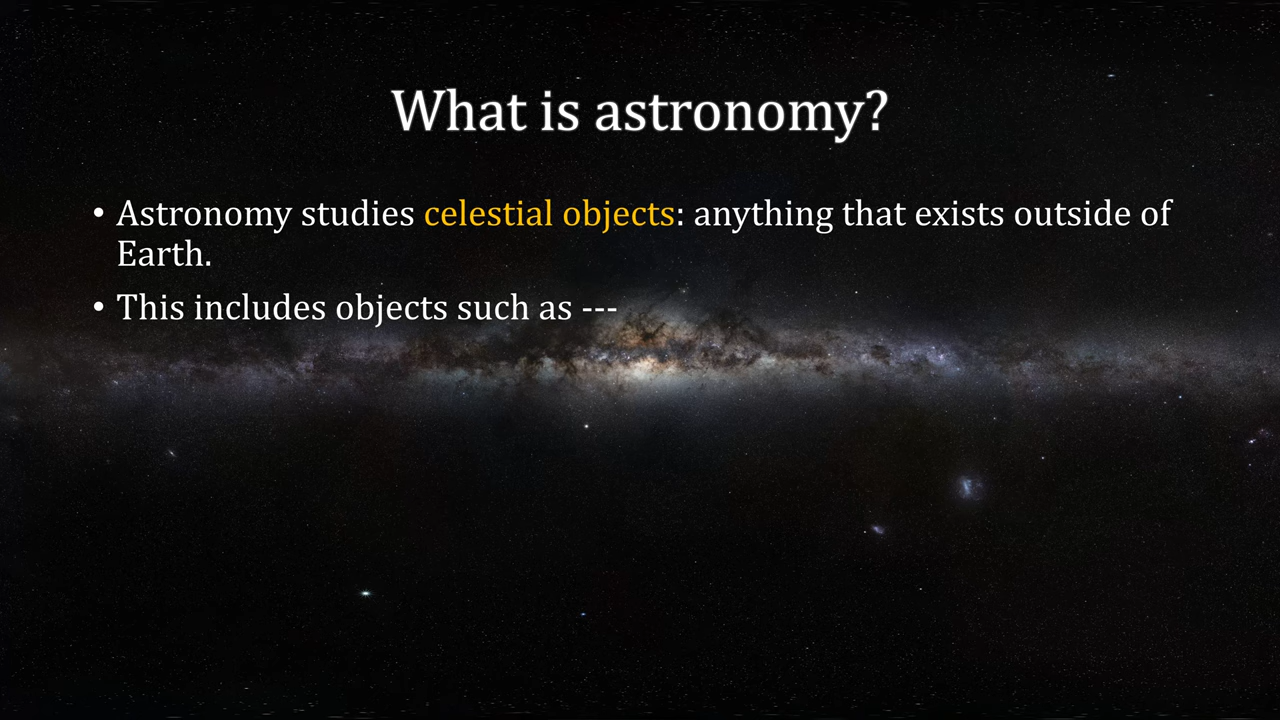 What is astronomy?
• Astronomy studies celestial objects: anything that exists outside of
Earth.
• This includes objects such as ---